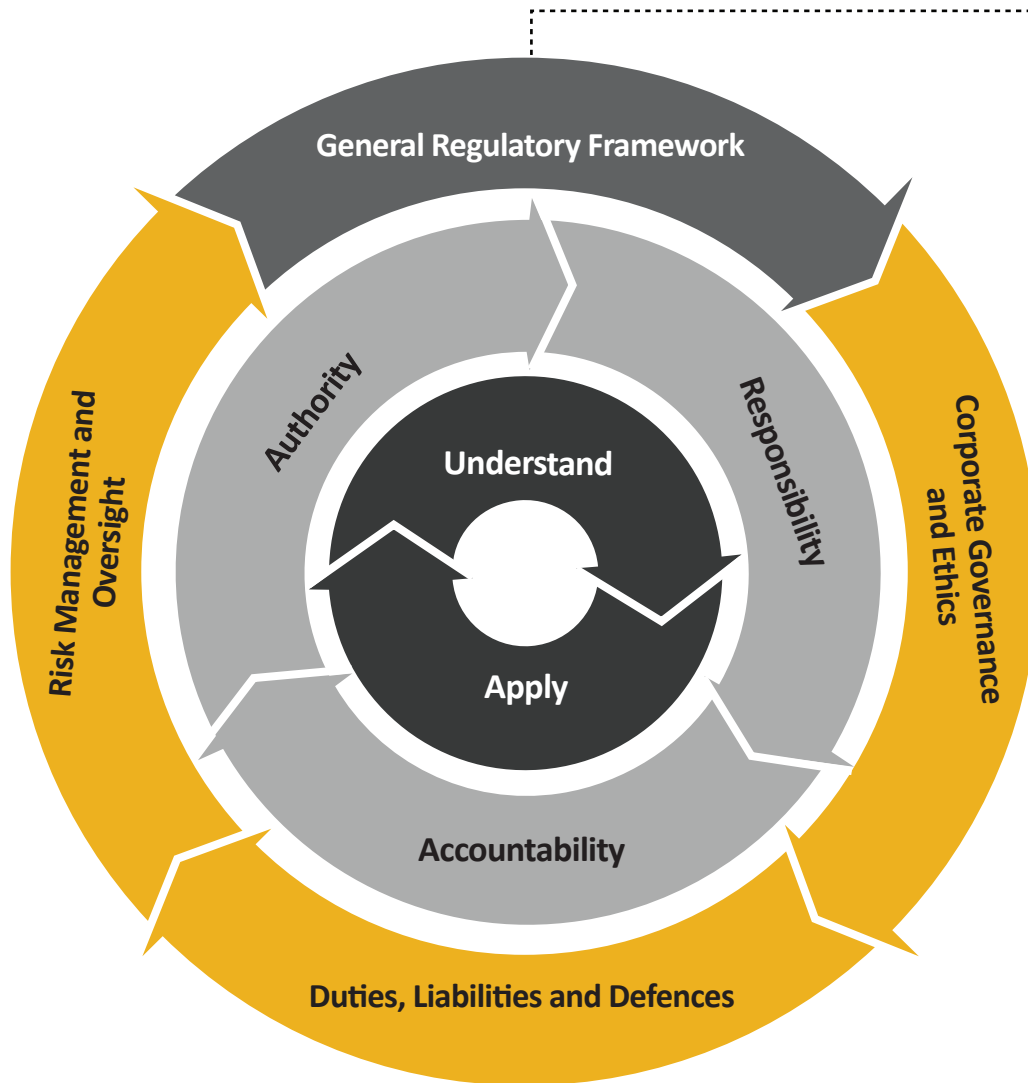 General Regulatory Framework
Authority
Responsibility
Understand
Risk Management and
Oversight
Corporate Governance
and Ethics
Apply
Accountability
Duties, Liabilities and Defences